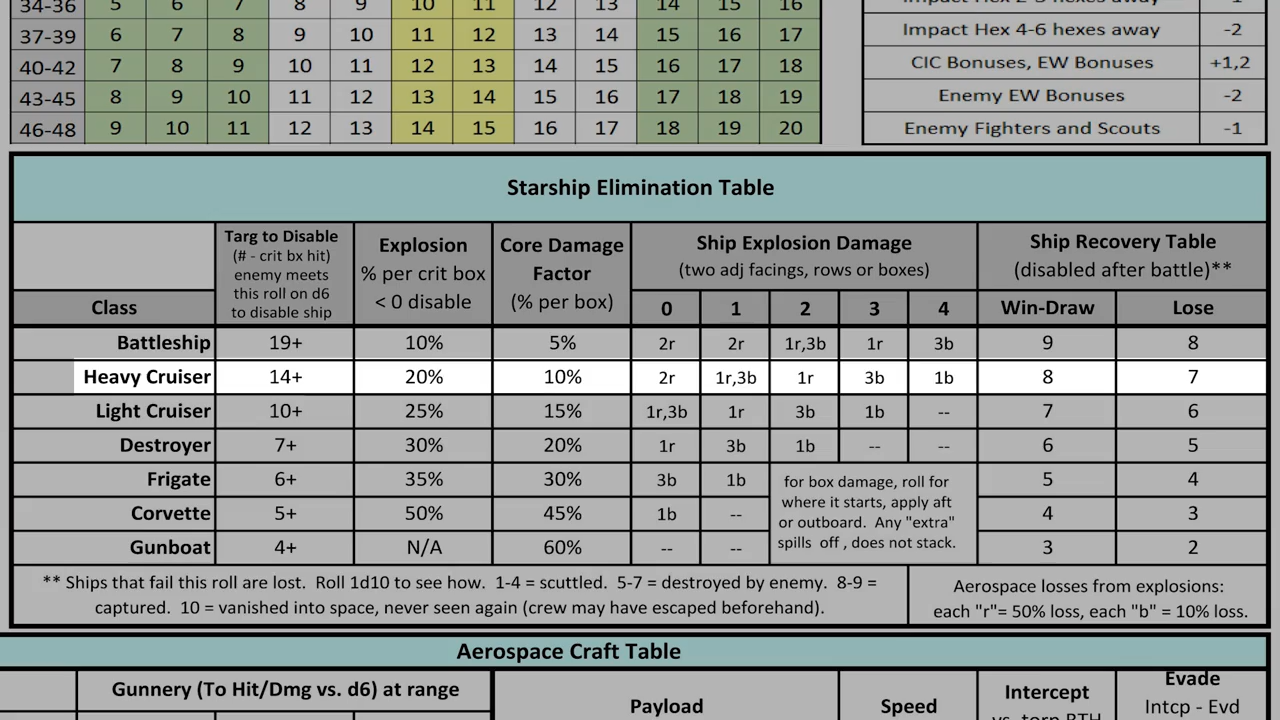 34-36 5 6 7 8 9 10 11 12 13 14 15 16
37-39 6 7 8 9 10 11 12 13 14 15 16 17
40-42 7 8 9 10 11 12 13 14 15 16 17 18
43-45 8 9 10 11 12 13 14 15 16 17 18 19
46-48 9 10 11 12 13 14 15 16 17 18 19 20
Impact Hex 4-6 hexes away -2
CIC Bonuses, EW Bonuses +1,2
Enemy EW Bonuses -2
Enemy Fighters and Scouts -1
Starship Elimination Table
Class
Targ to Disable
(# - crit bx hit)
enemy meets
this roll on d6
to disable ship
Explosion
% per crit box
< 0 disable
Core Damage
Factor
(% per box)
Ship Explosion Damage
(two adj facings, rows or boxes)
0 1 2 3 4
Ship Recovery Table
(disabled after battle)**
Win-Draw Lose
Battleship 19+ 10% 5% 2r 2r 1r,3b 1r 3b 9 8
Heavy Cruiser 14+ 20% 10% 2r 1r,3b 1r 3b 1b 8 7
Light Cruiser 10+ 25% 15% 1r,3b 1r 3b 1b -- 7 6
Destroyer 7+ 30% 20% 1r 3b 1b -- -- 6 5
Frigate 6+ 35% 30% 3b 1b 5 4
Corvette 5+ 50% 45% 1b -- 4 3
Gunboat 4+ N/A 60% -- -- 3 2
for box damage, roll for
where it starts, apply aft
or outboard. Any "extra"
spills off , does not stack.
** Ships that fail this roll are lost. Roll 1d10 to see how. 1-4 = scuttled. 5-7 = destroyed by enemy. 8-9 =
captured. 10 = vanished into space, never seen again (crew may have escaped beforehand).
Aerospace losses from explosions:
each "r"= 50% loss, each "b" = 10% loss.
Aerospace Craft Table
Gunnery (To Hit/Dmg vs. d6) at range
Payload
Speed
Intercept
Evade
Intcp - Evd